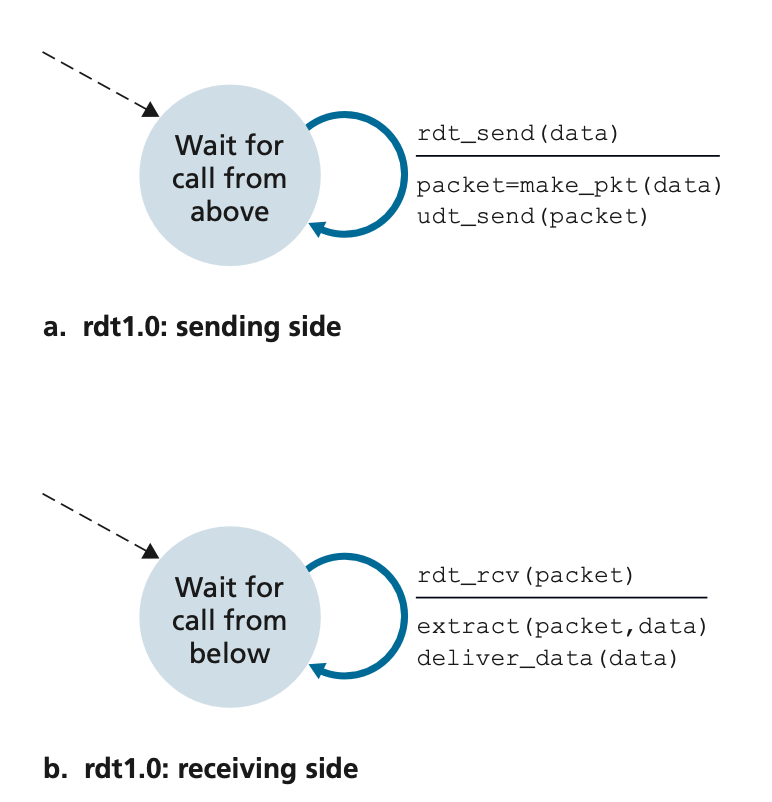 Wait for
call from
above
rdt_send(data)
packet=make_pkt(data)
udt_send(packet)
a. rdt1.0: sending side
Wait for
call from
below
rdt_rcv(packet)
extract(packet,data)
deliver_data(data)
b. rdt1.0: receiving side